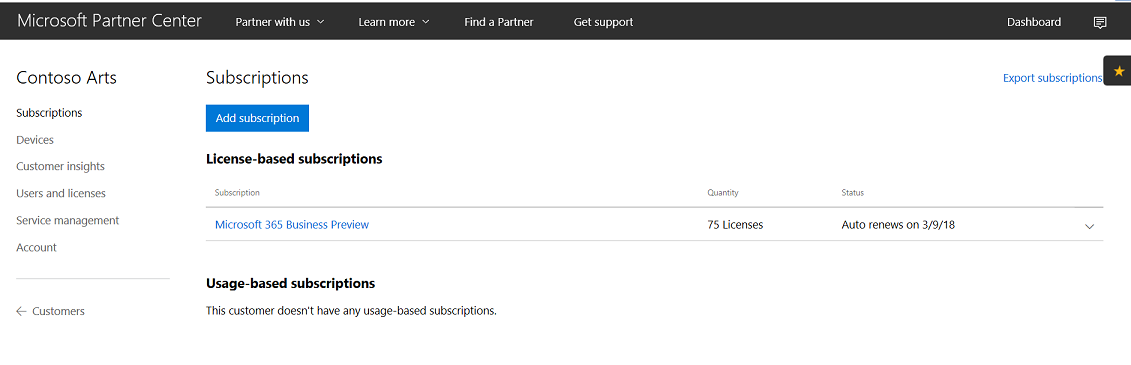 Microsoft Partner Center Partner with us Learn more Find a Partner Get support Dashboard
Contoso Arts
Subscriptions
Devices
Customer insights
Users and licenses
Service management
Account
Customers
Subscriptions
Export subscriptions
Add subscription
License-based subscriptions
Subscription Quantity Status
Microsoft 365 Business Preview 75 Licenses Auto renews on 3/9/18
Usage-based subscriptions
This customer doesn't have any usage-based subscriptions.